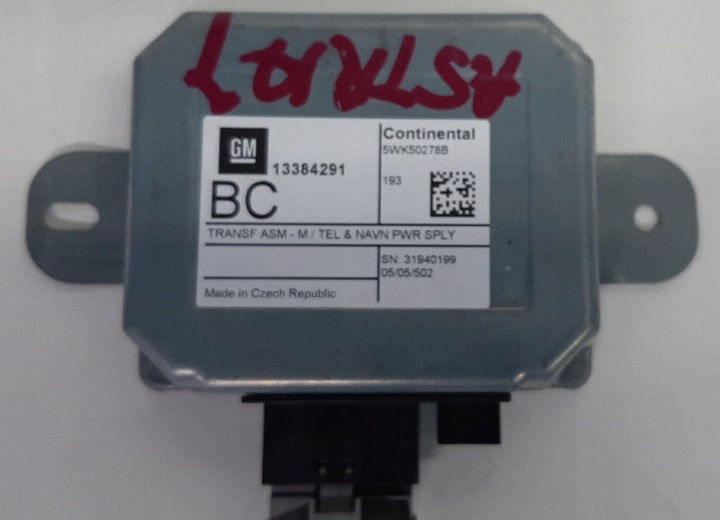 ASTRA J
GM
13384291
BC
Continental
5WK50278B
193
TRANSF ASM - M / TEL & NAVN PWR SPLY
SN: 31940199
05/05/502
Made in Czech Republic